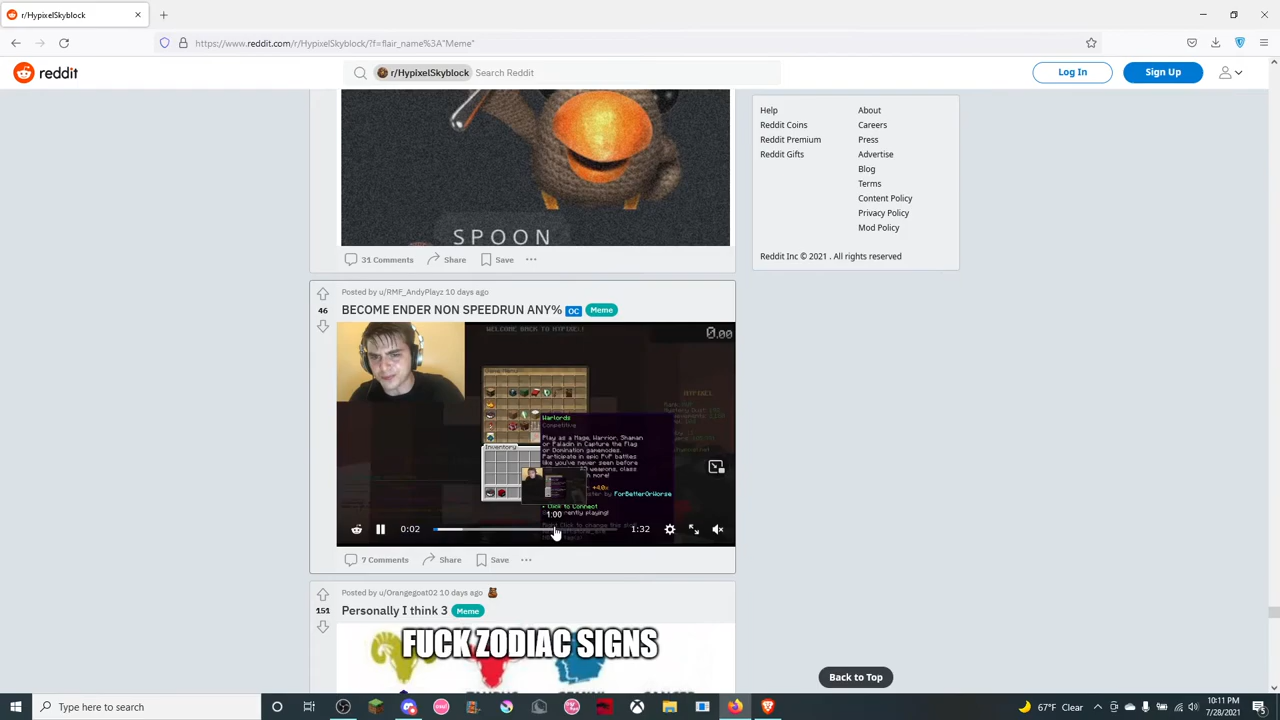 r/HypixelSkyblock
https://www.reddit.com/r/HypixelSkyblock/?f=flair_name%3A"Meme"
reddit
r/HypixelSkyblock Search Reddit
Log In
Sign Up
Help
About
Reddit Coins
Careers
Reddit Premium
Press
Reddit Gifts
Advertise
Blog
Terms
Content Policy
Privacy Policy
Mod Policy
Reddit Inc © 2021 . All rights reserved
SPOON
31 Comments Share Save
Posted by u/RMF_AndyPlayz 10 days ago
46
BECOME ENDER NON SPEEDRUN ANY% OC Meme
WELCOME BACK TO
0.00
HYPIXEL
Warlords
Competitive
Play as a Mage, Warrior, Shaman
or Paladin in Capture the Flag
or Domination gamemodes.
Participate in epic PvP battles
like you've never seen before
weapons, class
more!
+4.0x
ForBetterOrWorse
Click to Connect
playing!
Inventory
1:00
0:02
1:32
7 Comments Share Save
Posted by u/Orangegoat02 10 days ago
151
Personally I think 3 Meme
FUCK ZODIAC SIGNS
Back to Top
Type here to search
67°F Clear
10:11 PM
7/28/2021
5